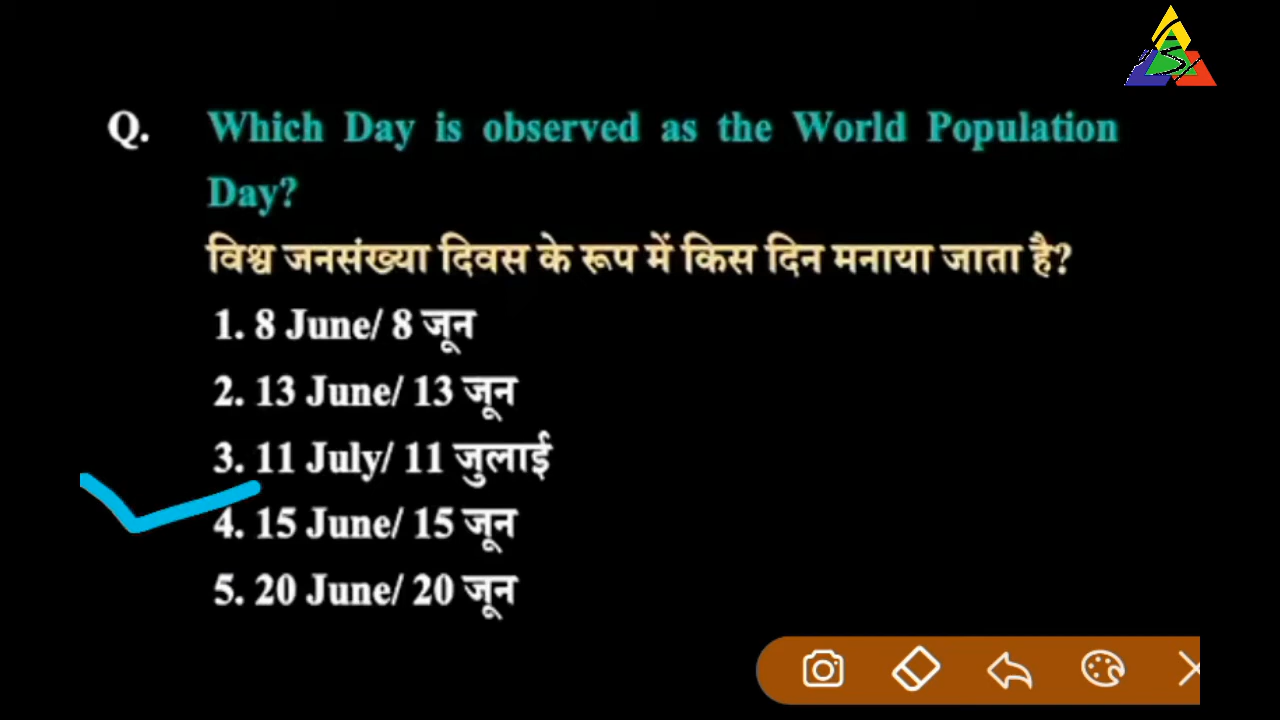 Q. Which Day is observed as the World Population
Day?
विश्व जनसंख्या दिवस के रूप में किस दिन मनाया जाता है?
1. 8 June/ 8 जून
2. 13 June/ 13 जून
3. 11 July/ 11 जुलाई
4. 15 June/ 15 जून
5. 20 June/ 20 जून